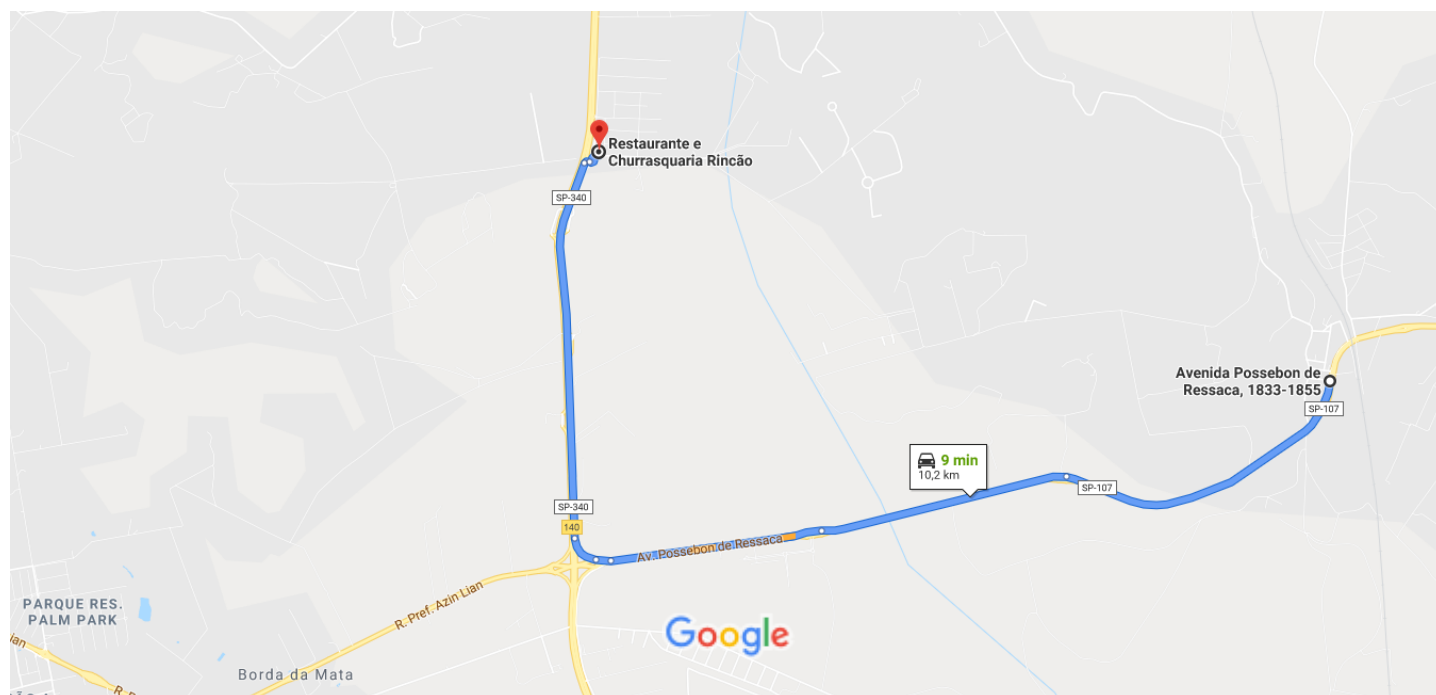 Restaurante e
Churrasquaria Rincão
SP-340
Avenida Possebon de
Ressaca, 1833-1855
SP-107
9 min
10,2 km
SP-107
SP-340
140
Av. Possebon de Ressaca
R. Pref. Azin Lian
PARQUE RES.
PALM PARK
Google
Borda da Mata